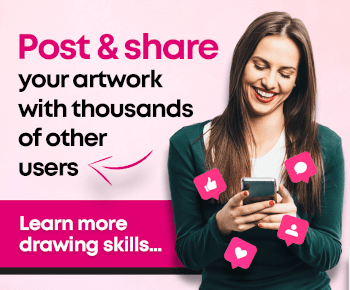 Post & share
your artwork
with thousands
of other
users
Learn more
drawing skills...